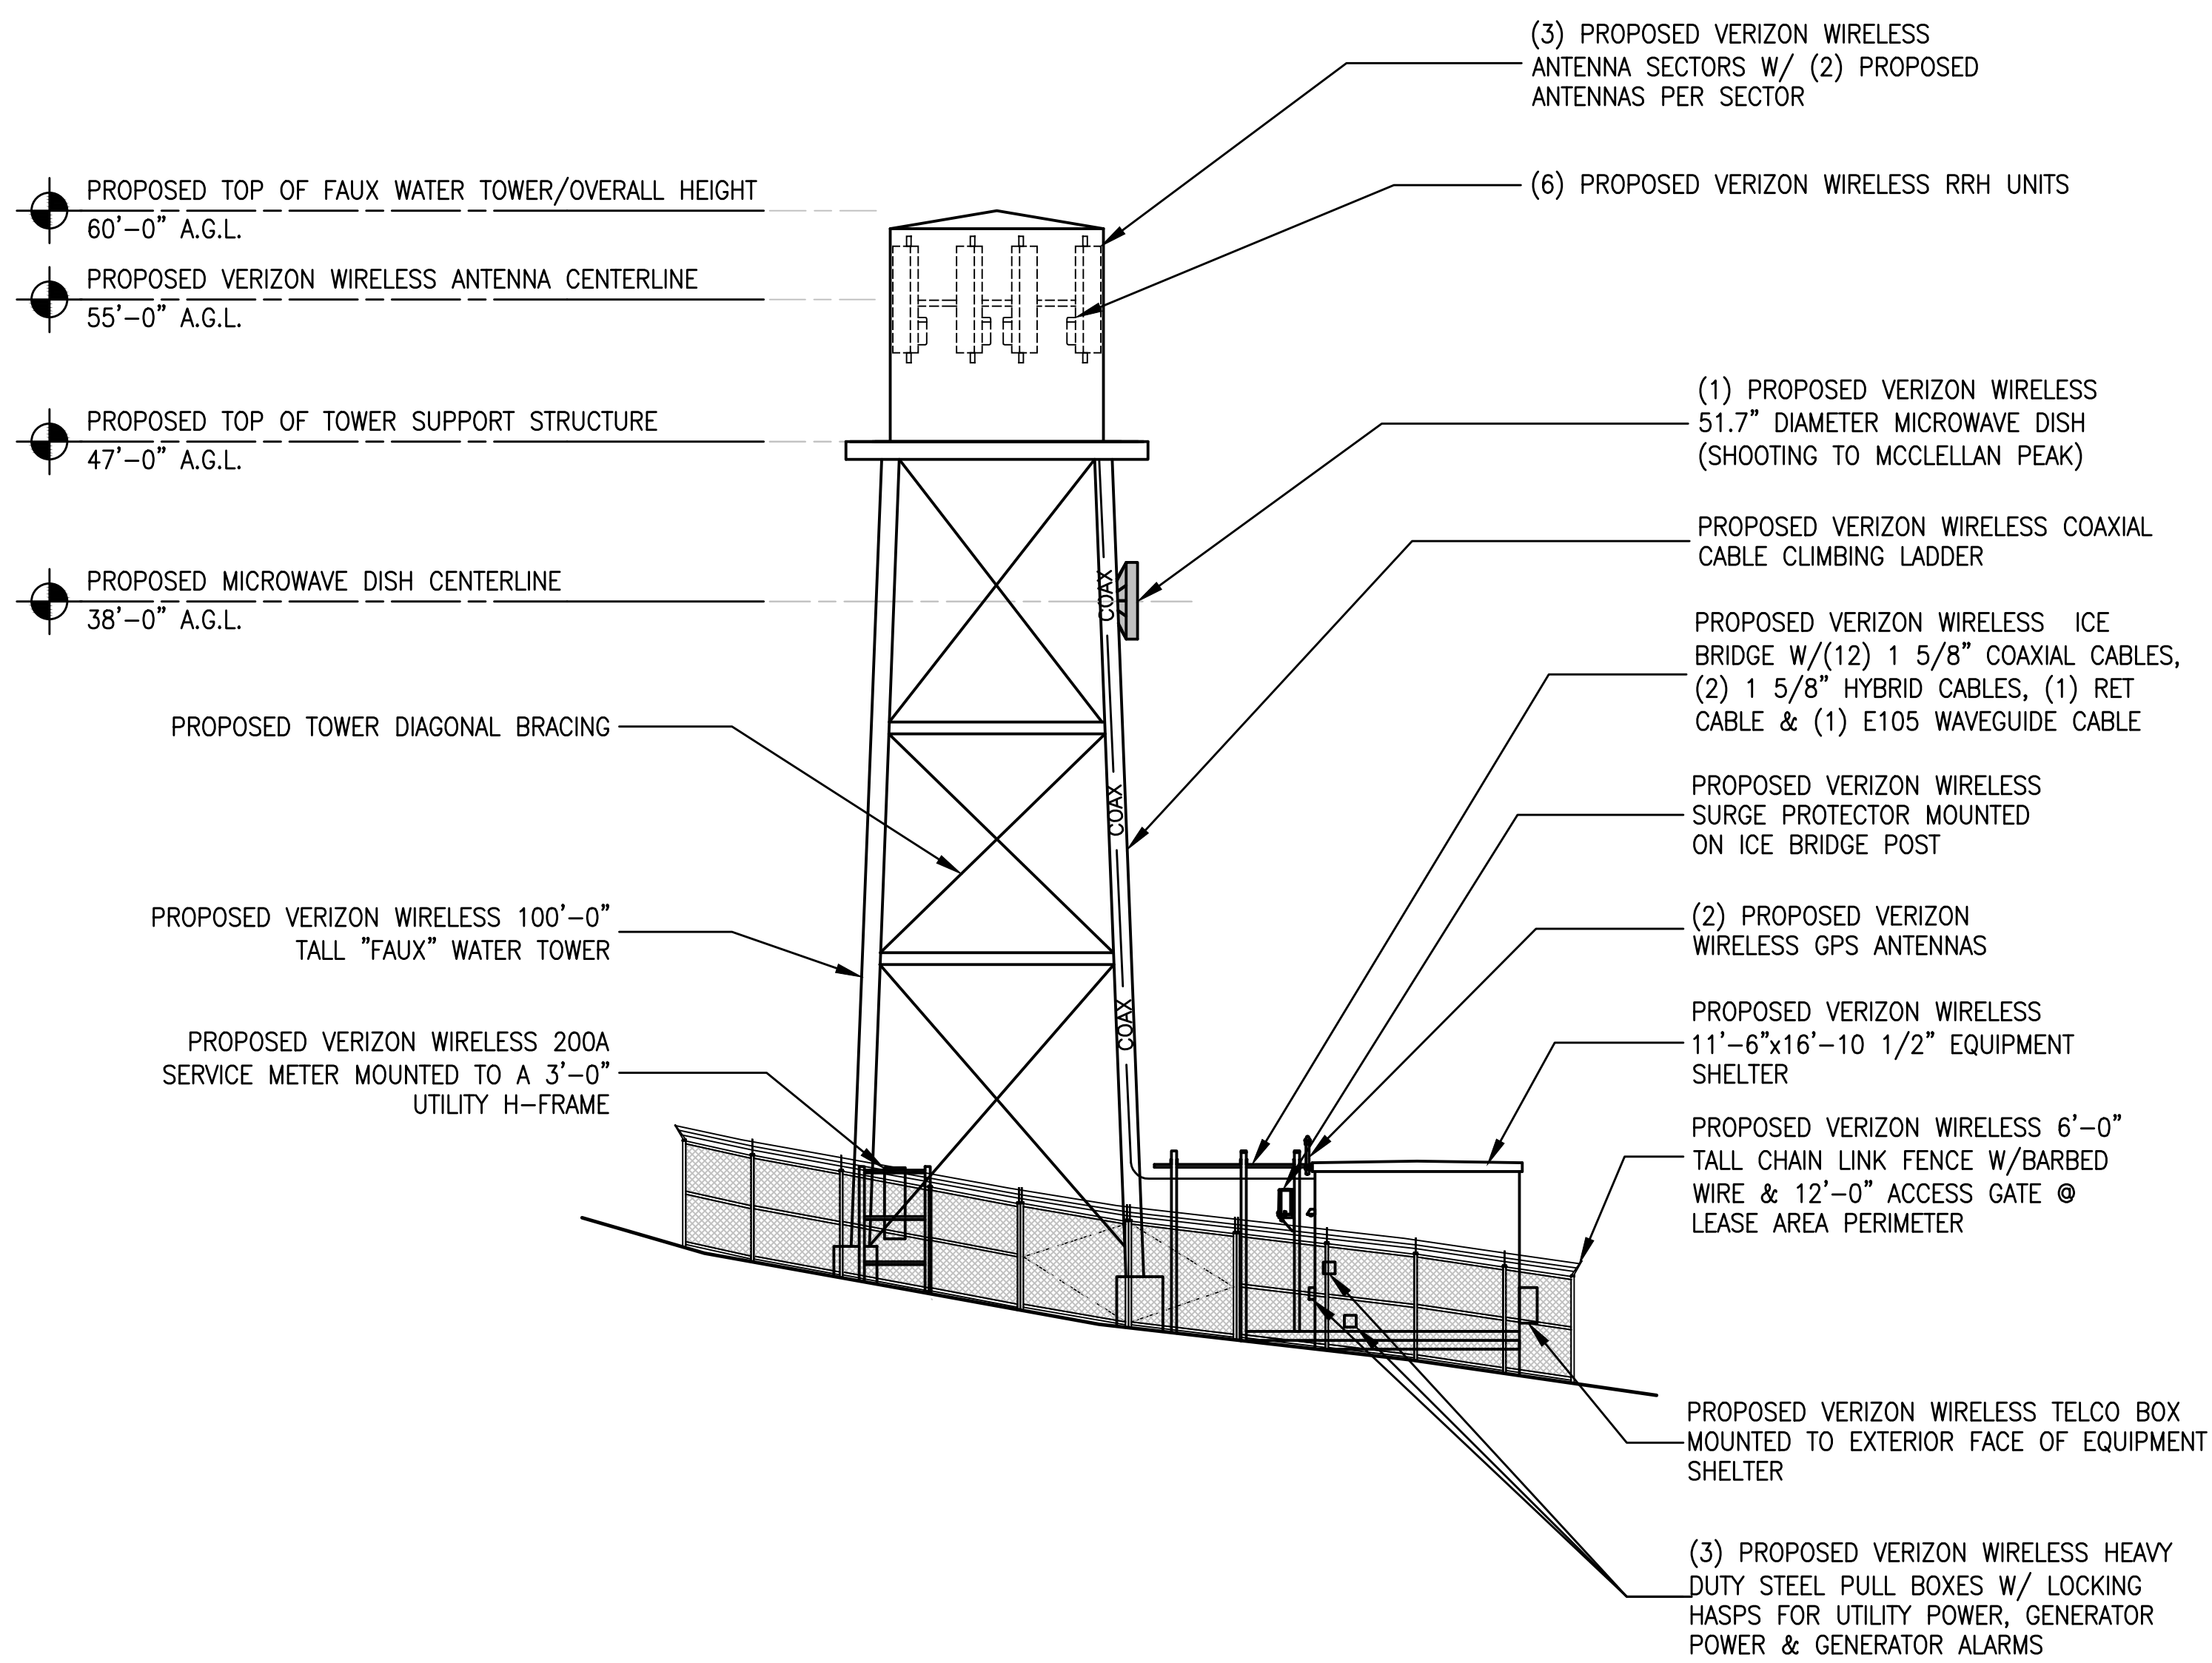 (3) PROPOSED VERIZON WIRELESS
ANTENNA SECTORS W/ (2) PROPOSED
ANTENNAS PER SECTOR
PROPOSED TOP OF FAUX WATER TOWER/OVERALL HEIGHT
60'-0" A.G.L.
(6) PROPOSED VERIZON WIRELESS RRH UNITS
PROPOSED VERIZON WIRELESS ANTENNA CENTERLINE
55'-0" A.G.L.
PROPOSED TOP OF TOWER SUPPORT STRUCTURE
47'-0" A.G.L.
(1) PROPOSED VERIZON WIRELESS
51.7" DIAMETER MICROWAVE DISH
(SHOOTING TO MCCLELLAN PEAK)
PROPOSED MICROWAVE DISH CENTERLINE
38'-0" A.G.L.
PROPOSED VERIZON WIRELESS COAXIAL
CABLE CLIMBING LADDER
COAX
PROPOSED VERIZON WIRELESS ICE
BRIDGE W/(12) 1 5/8" COAXIAL CABLES,
(2) 1 5/8" HYBRID CABLES, (1) RET
CABLE & (1) E105 WAVEGUIDE CABLE
PROPOSED TOWER DIAGONAL BRACING
COAX
PROPOSED VERIZON WIRELESS
SURGE PROTECTOR MOUNTED
ON ICE BRIDGE POST
PROPOSED VERIZON WIRELESS 100'-0"
TALL "FAUX" WATER TOWER
(2) PROPOSED VERIZON
WIRELESS GPS ANTENNAS
COAX
PROPOSED VERIZON WIRELESS 200A
SERVICE METER MOUNTED TO A 3'-0"
UTILITY H-FRAME
PROPOSED VERIZON WIRELESS
11'-6"x16'-10 1/2" EQUIPMENT
SHELTER
PROPOSED VERIZON WIRELESS 6'-0"
TALL CHAIN LINK FENCE W/BARBED
WIRE & 12'-0" ACCESS GATE @
LEASE AREA PERIMETER
PROPOSED VERIZON WIRELESS TELCO BOX
MOUNTED TO EXTERIOR FACE OF EQUIPMENT
SHELTER
(3) PROPOSED VERIZON WIRELESS HEAVY
DUTY STEEL PULL BOXES W/ LOCKING
HASPS FOR UTILITY POWER, GENERATOR
POWER & GENERATOR ALARMS